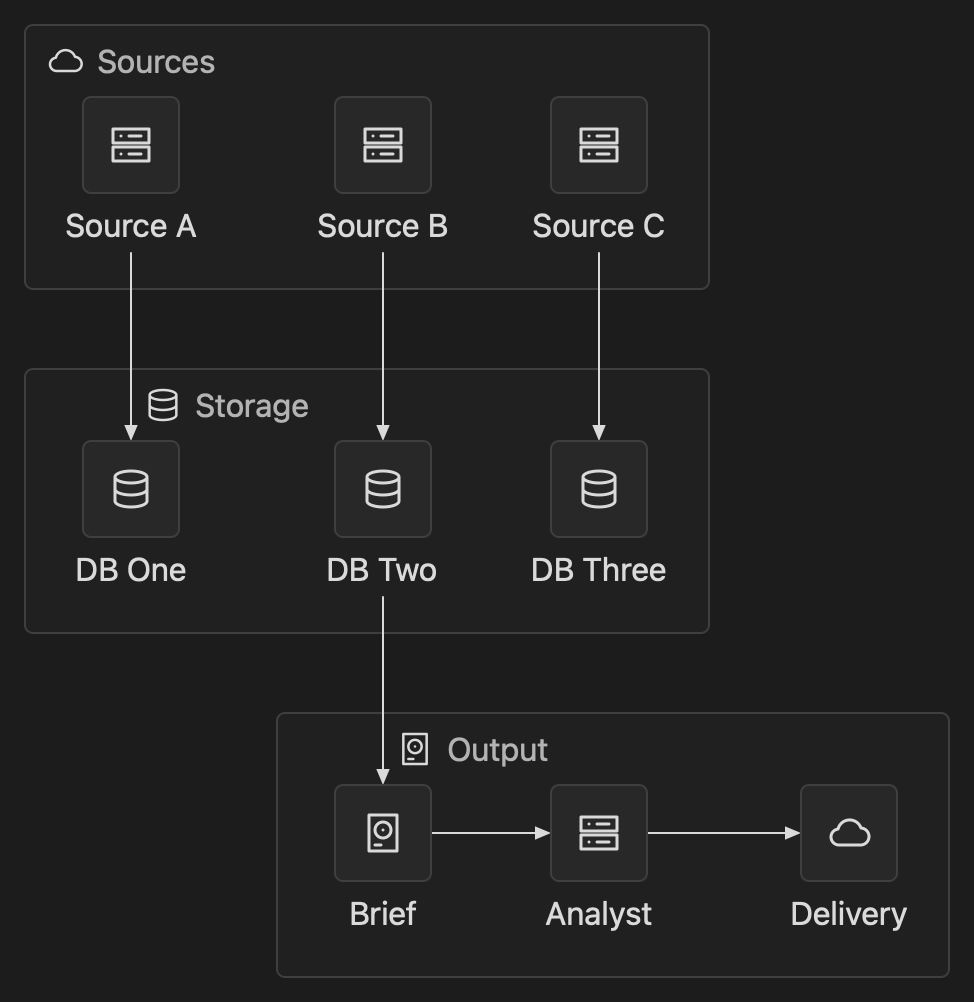 Sources
Source A
Source B
Source C
Storage
DB One
DB Two
DB Three
Output
Brief
Analyst
Delivery